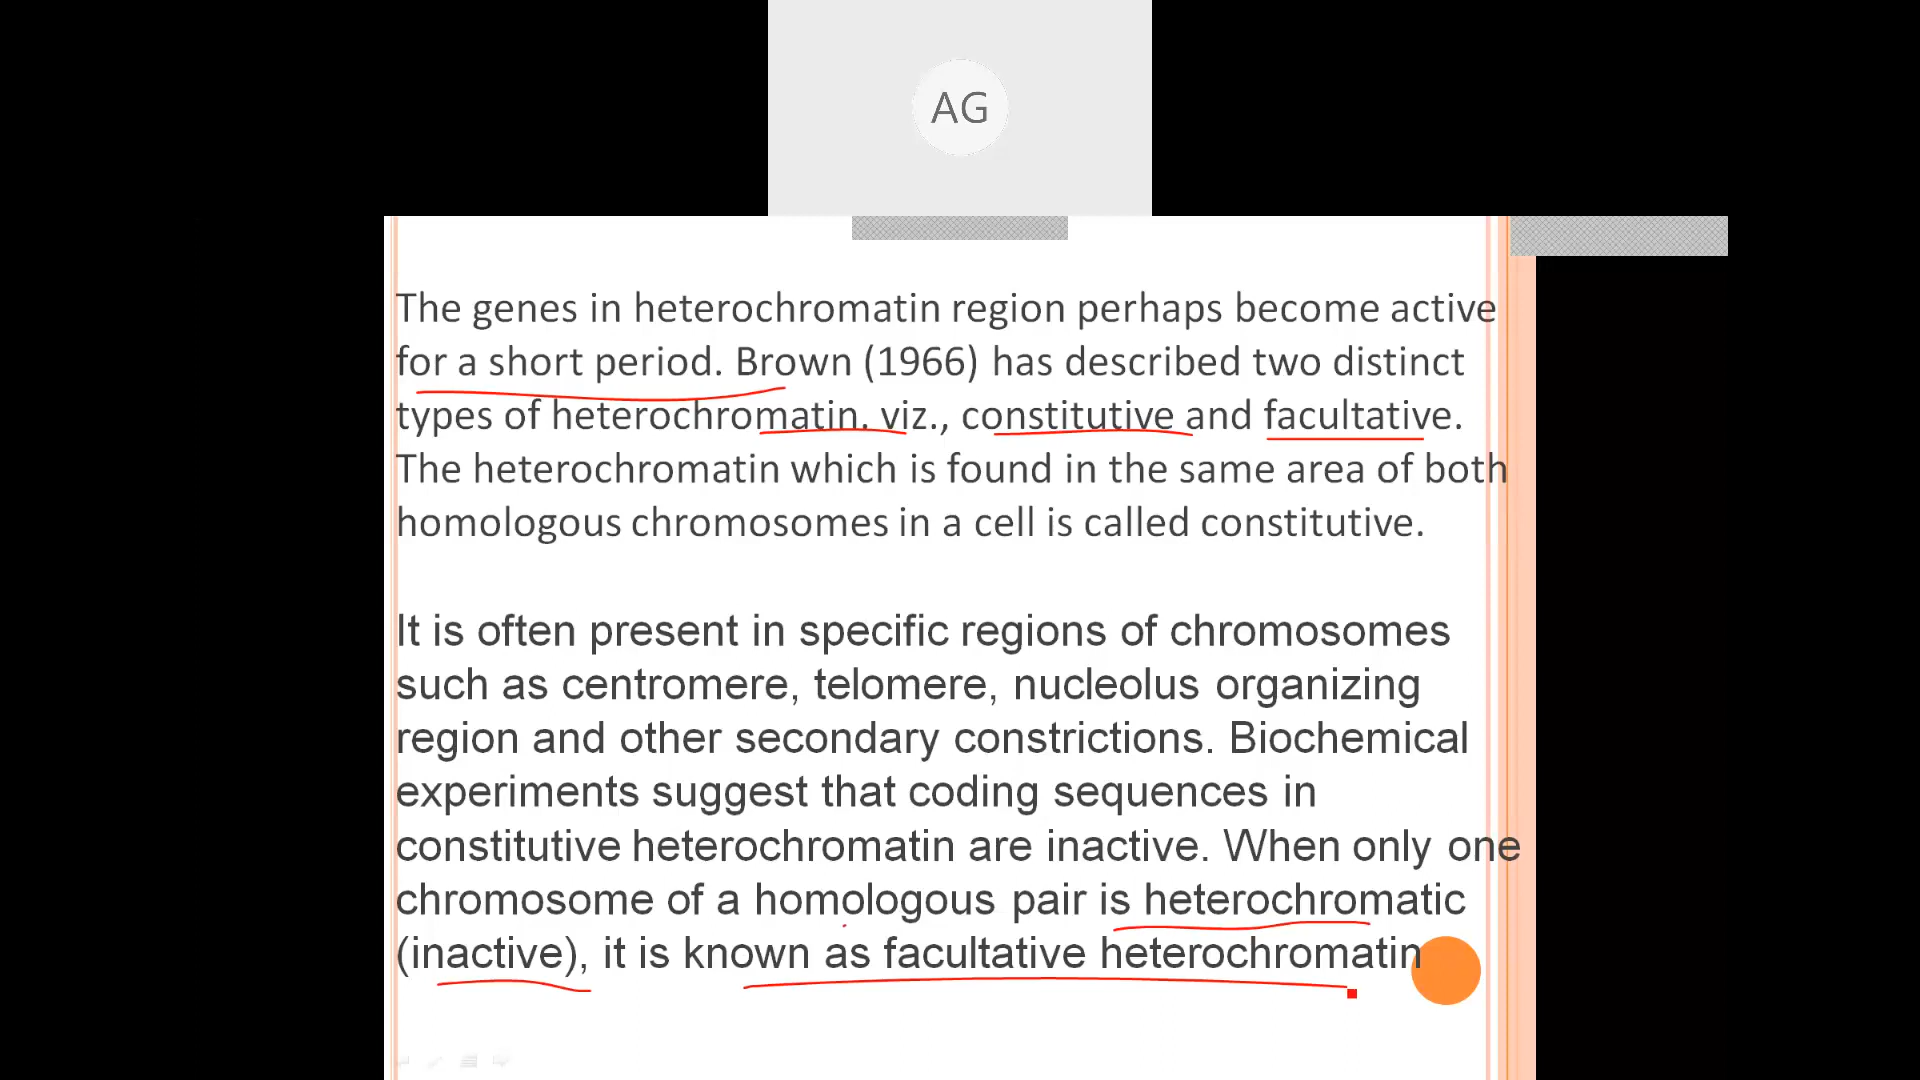 AG
The genes in heterochromatin region perhaps become active
for a short period. Brown (1966) has described two distinct
types of heterochromatin. viz., constitutive and facultative.
The heterochromatin which is found in the same area of both
homologous chromosomes in a cell is called constitutive.
It is often present in specific regions of chromosomes
such as centromere, telomere, nucleolus organizing
region and other secondary constrictions. Biochemical
experiments suggest that coding sequences in
constitutive heterochromatin are inactive. When only one
chromosome of a homologous pair is heterochromatic
(inactive), it is known as facultative heterochromatin